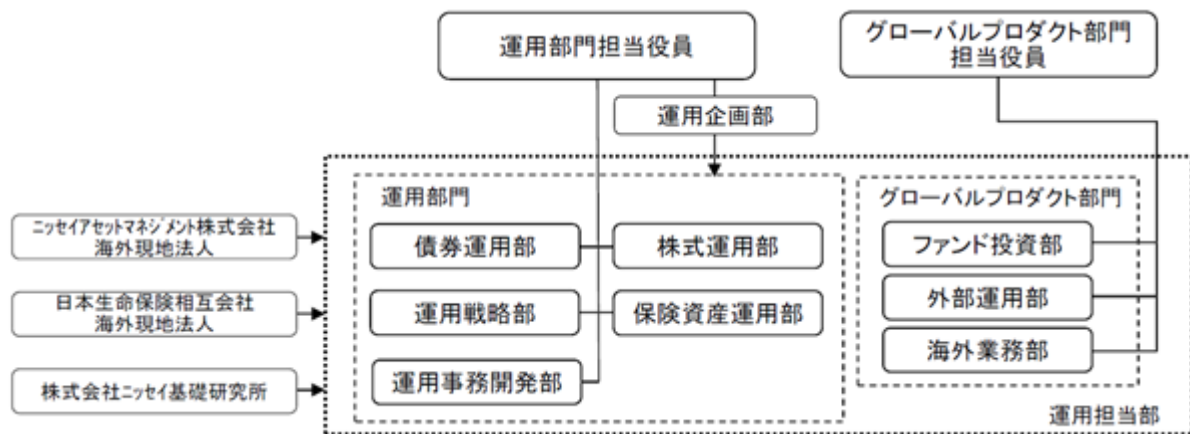 運用部門担当役員
グローバルプロダクト部門
担当役員
運用企画部
運用部門
グローバルプロダクト部門
ニッセイアセットマネジメント株式会社
海外現地法人
債券運用部
株式運用部
ファンド投資部
日本生命保険相互会社
海外現地法人
運用戦略部
保険資産運用部
外部運用部
海外業務部
株式会社ニッセイ基礎研究所
運用事務開発部
運用担当部